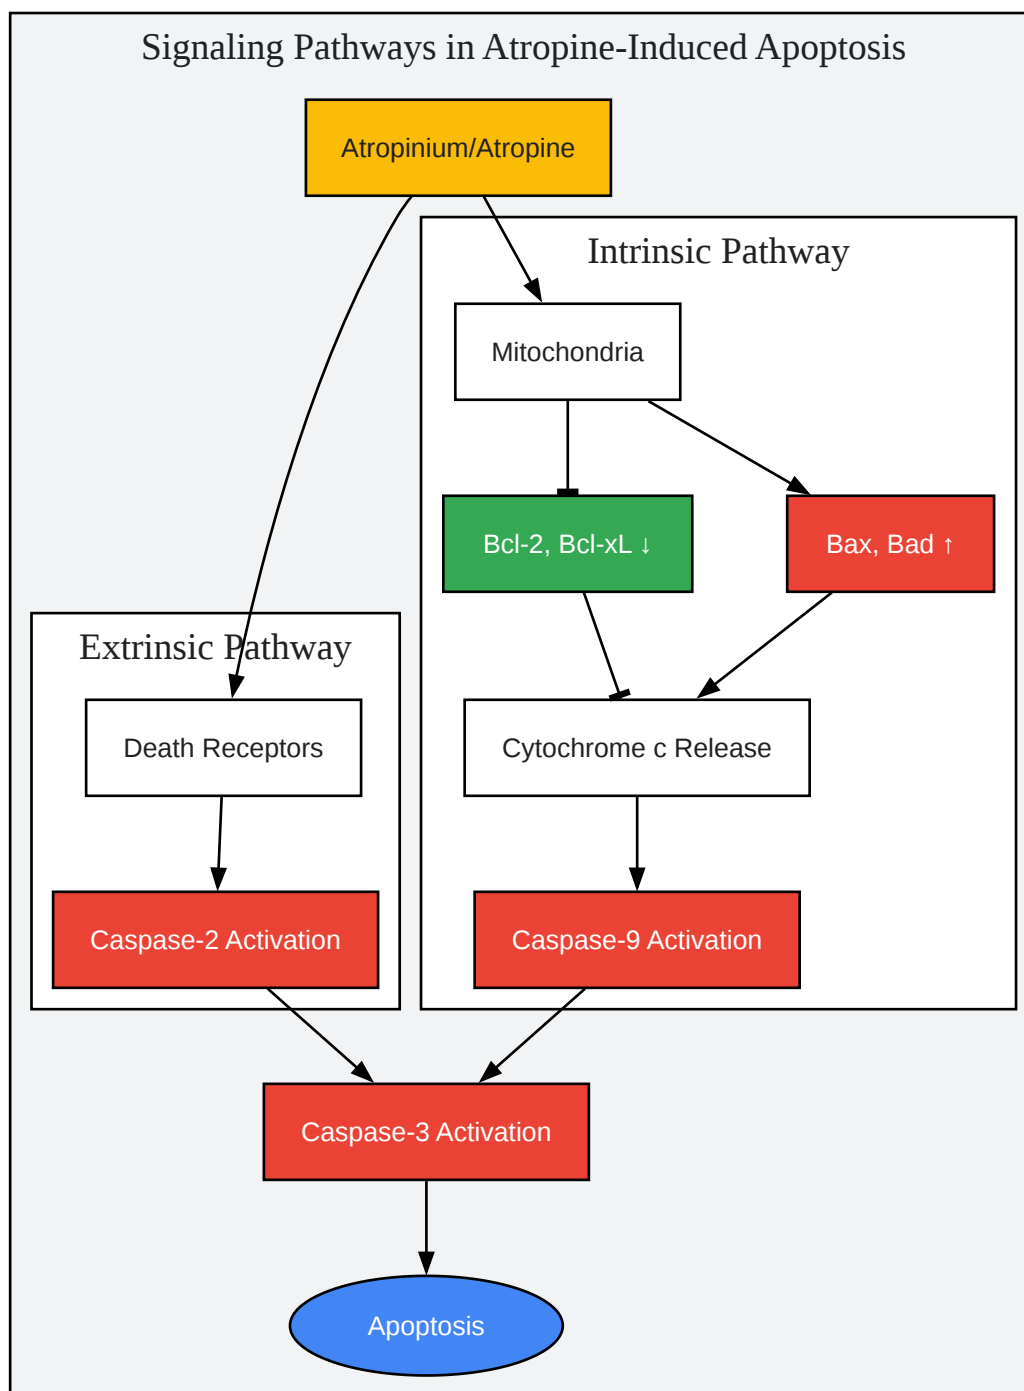 Signaling Pathways in Atropine-Induced Apoptosis
Atropinium/Atropine
Intrinsic Pathway
Mitochondria
Bcl-2, Bcl-xL ↓
Bax, Bad ↑
Extrinsic Pathway
Death Receptors
Cytochrome c Release
Caspase-2 Activation
Caspase-9 Activation
Caspase-3 Activation
Apoptosis